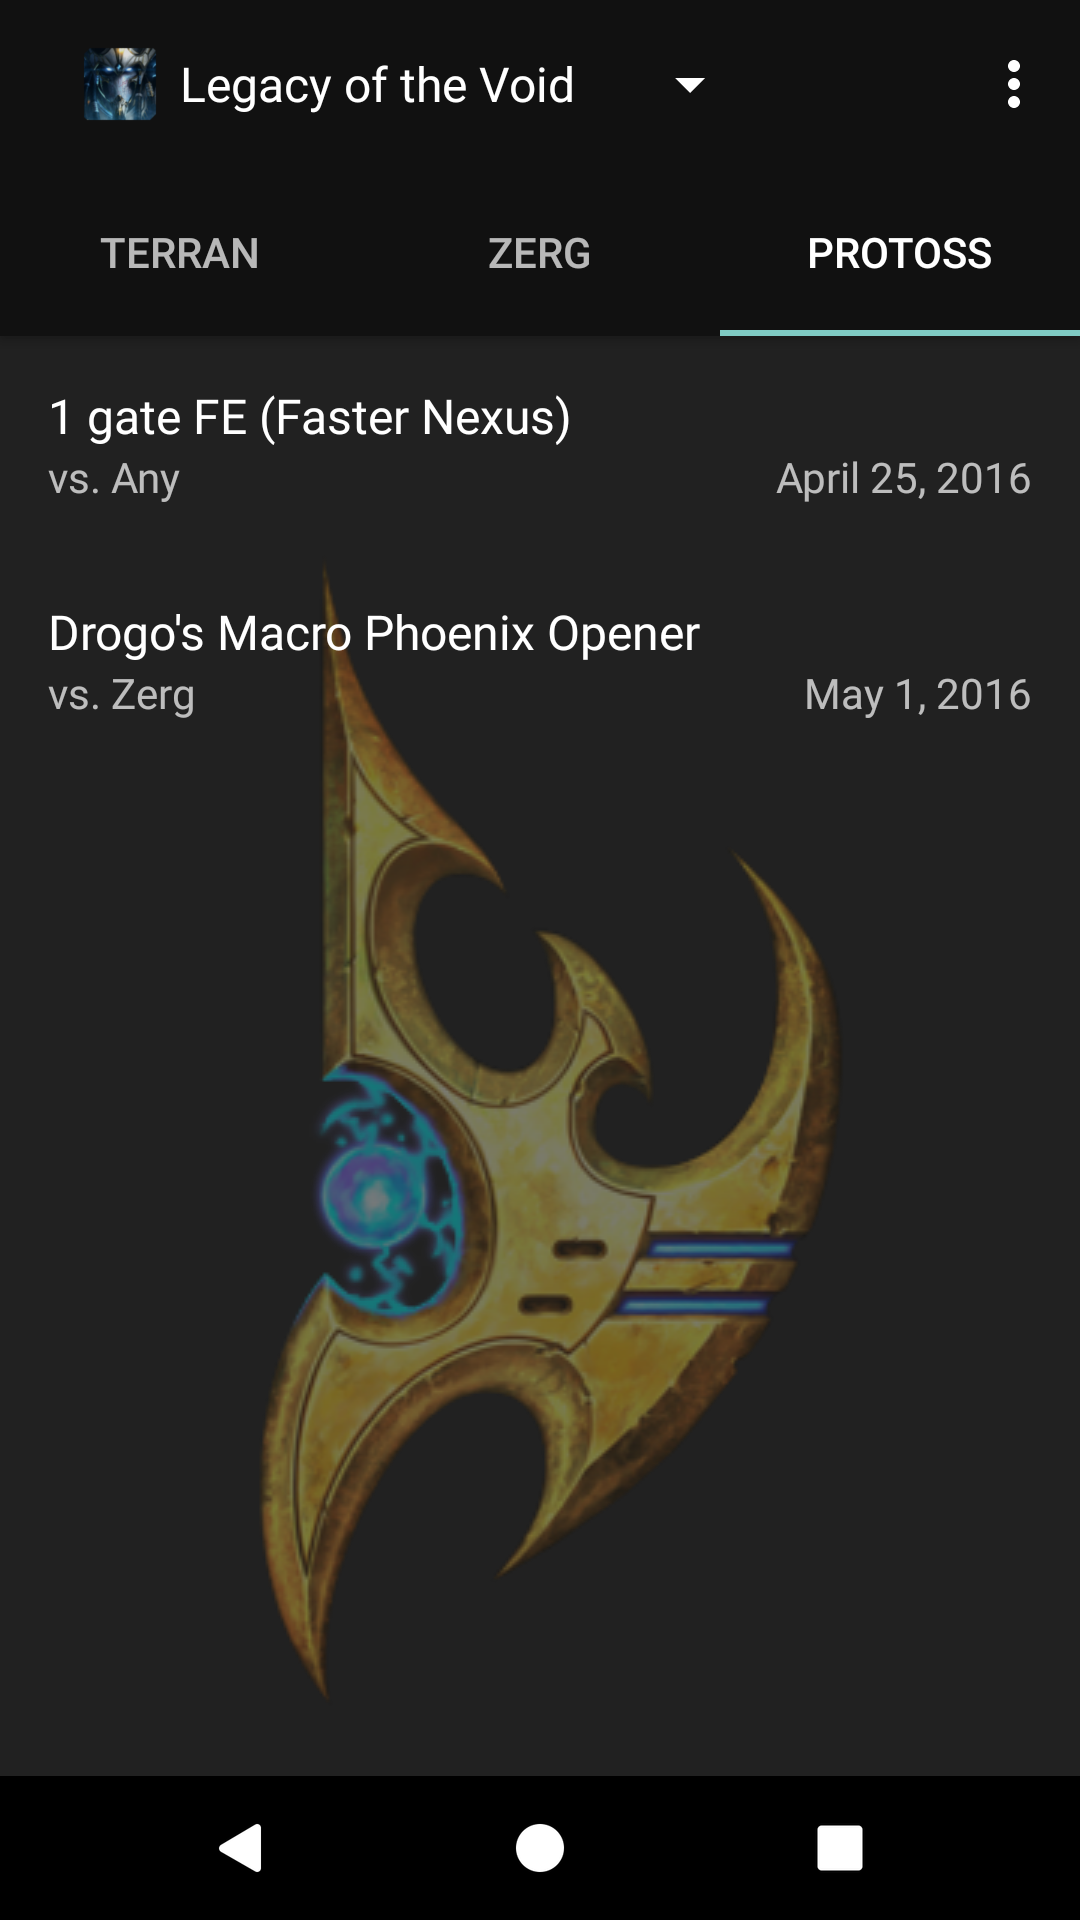 Legacy of the Void
TERRAN ZERG PROTOSS
1 gate FE (Faster Nexus)
vs. Any April 25, 2016
Drogo's Macro Phoenix Opener
vs. Zerg May 1, 2016